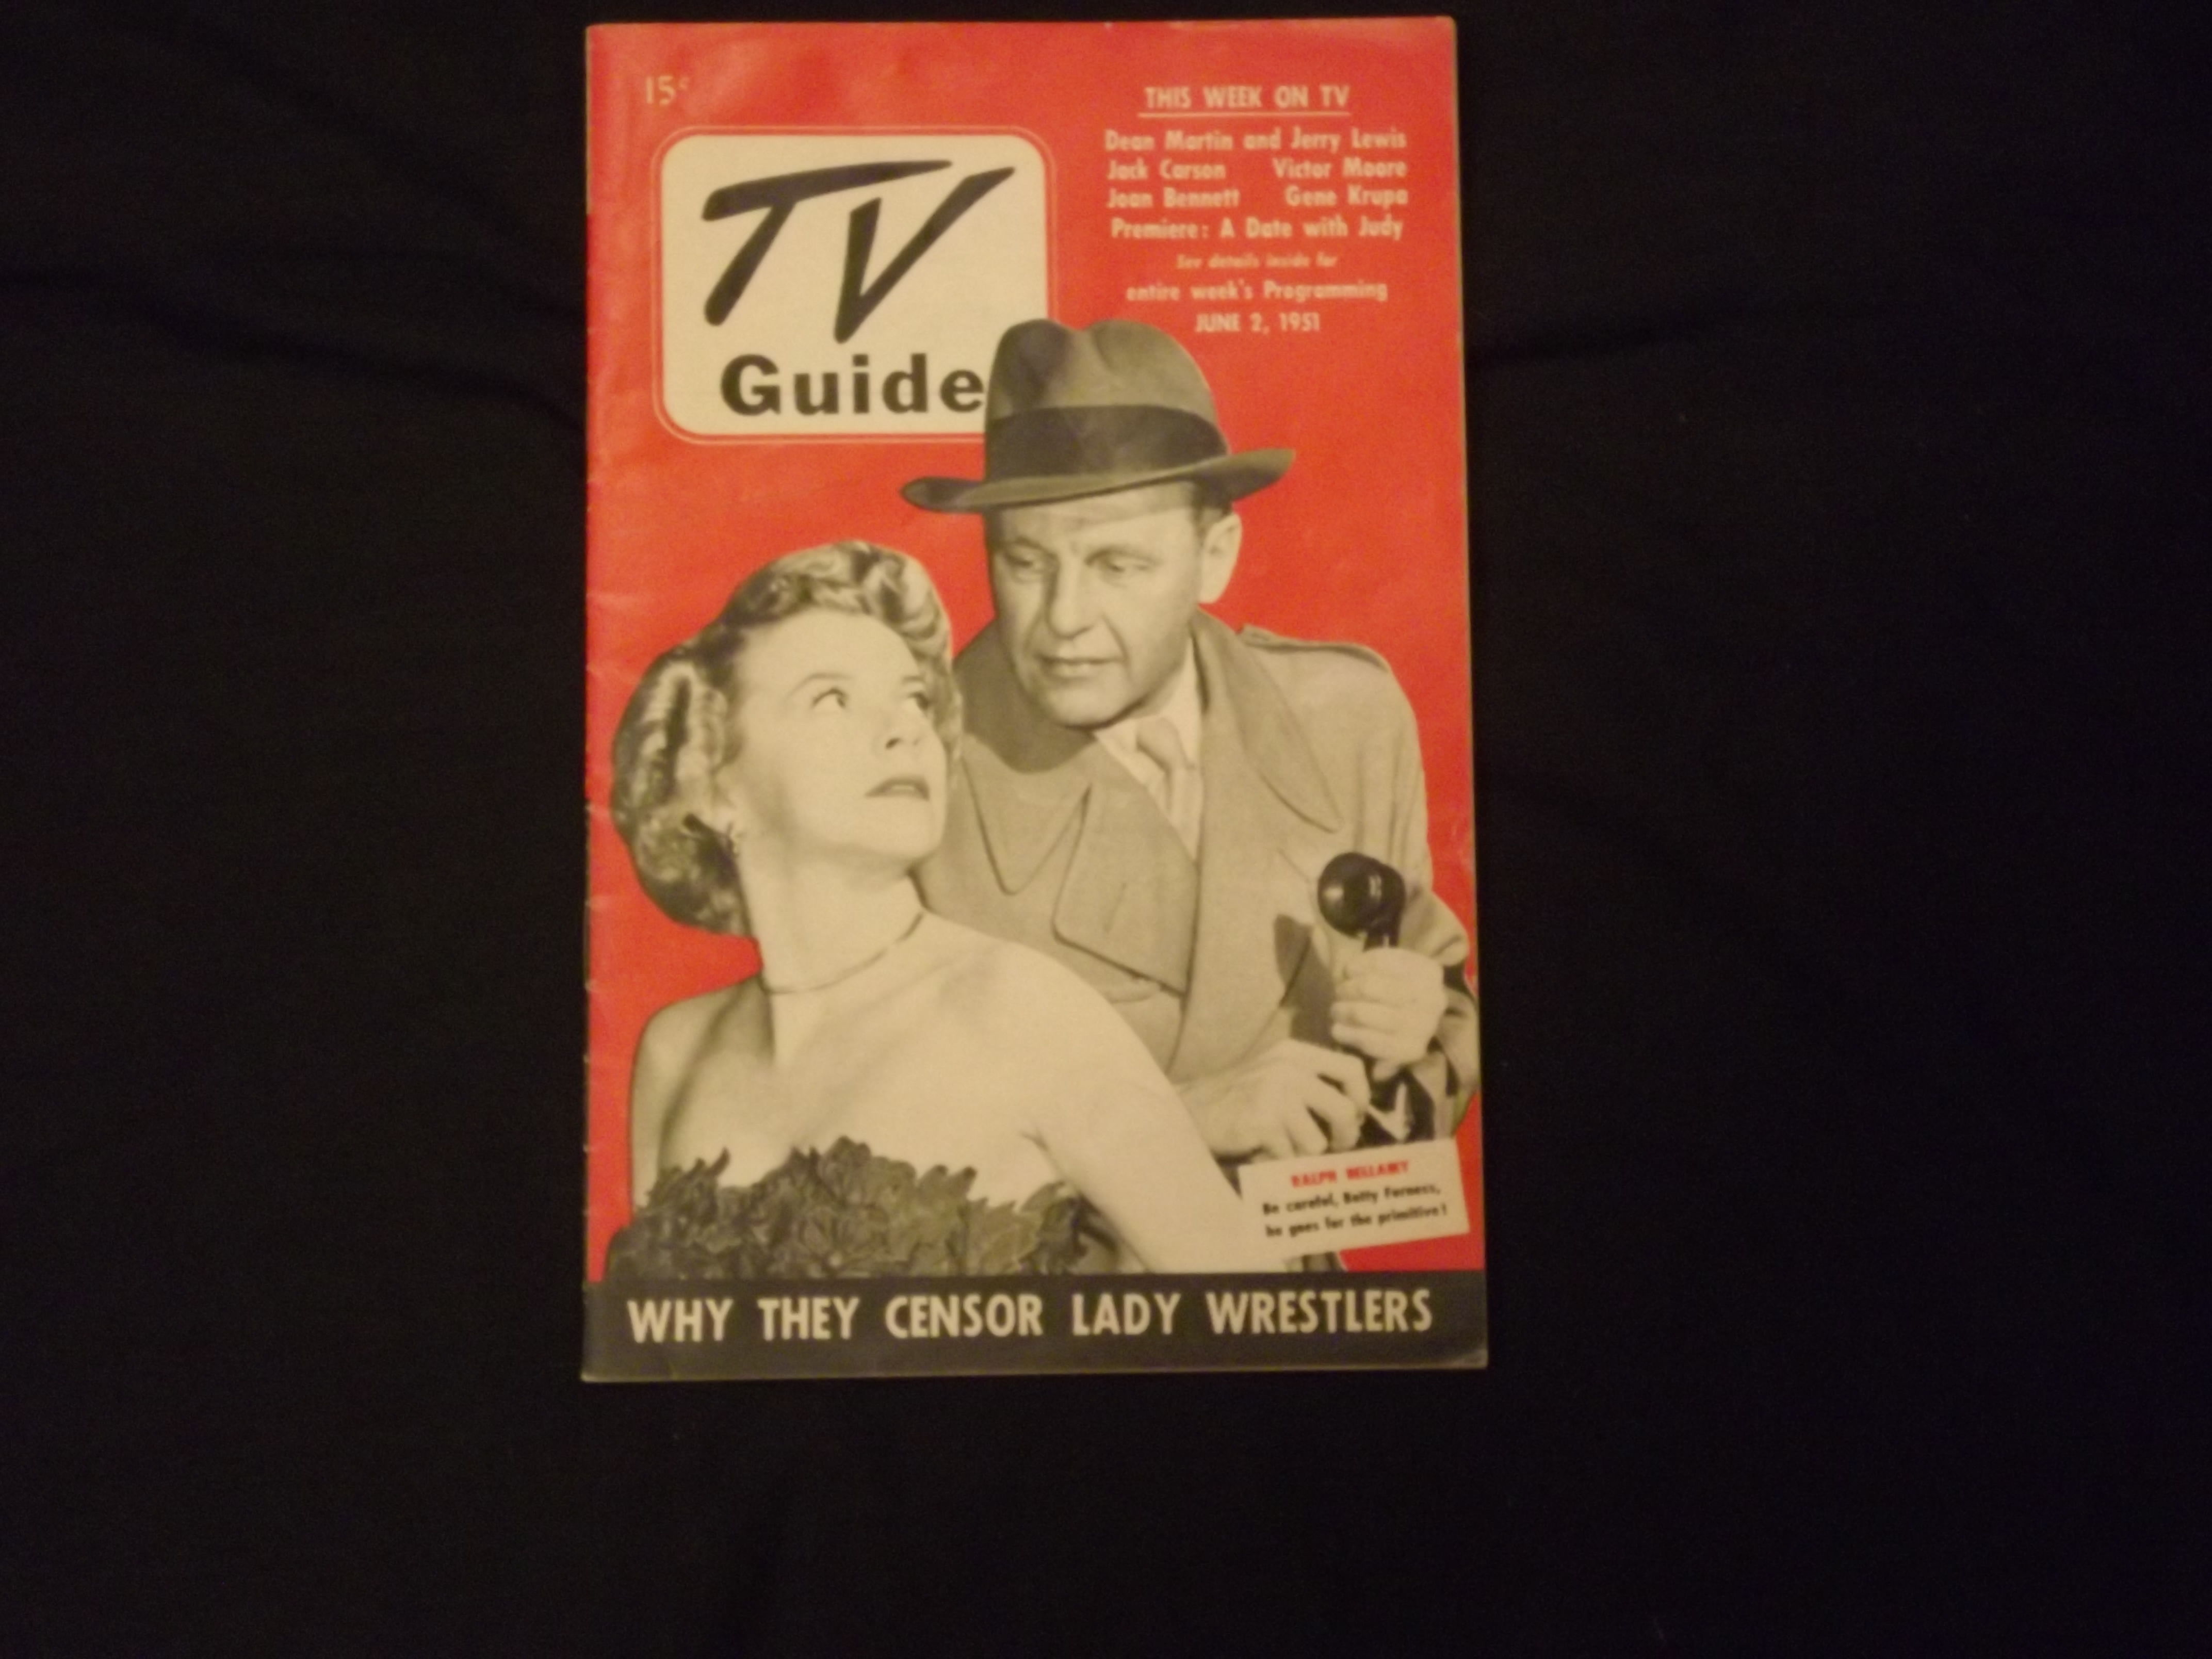 15¢
TV
Guide
THIS WEEK ON TV
Dean Martin and Jerry Lewis
Jack Carson Victor Moore
Joan Bennett Gene Krupa
Premiere: A Date with Judy
See details inside for
entire week's Programming
JUNE 2, 1951
RALPH BELLAMY
Be careful, Betty Furness,
he goes for the primitive!
WHY THEY CENSOR LADY WRESTLERS